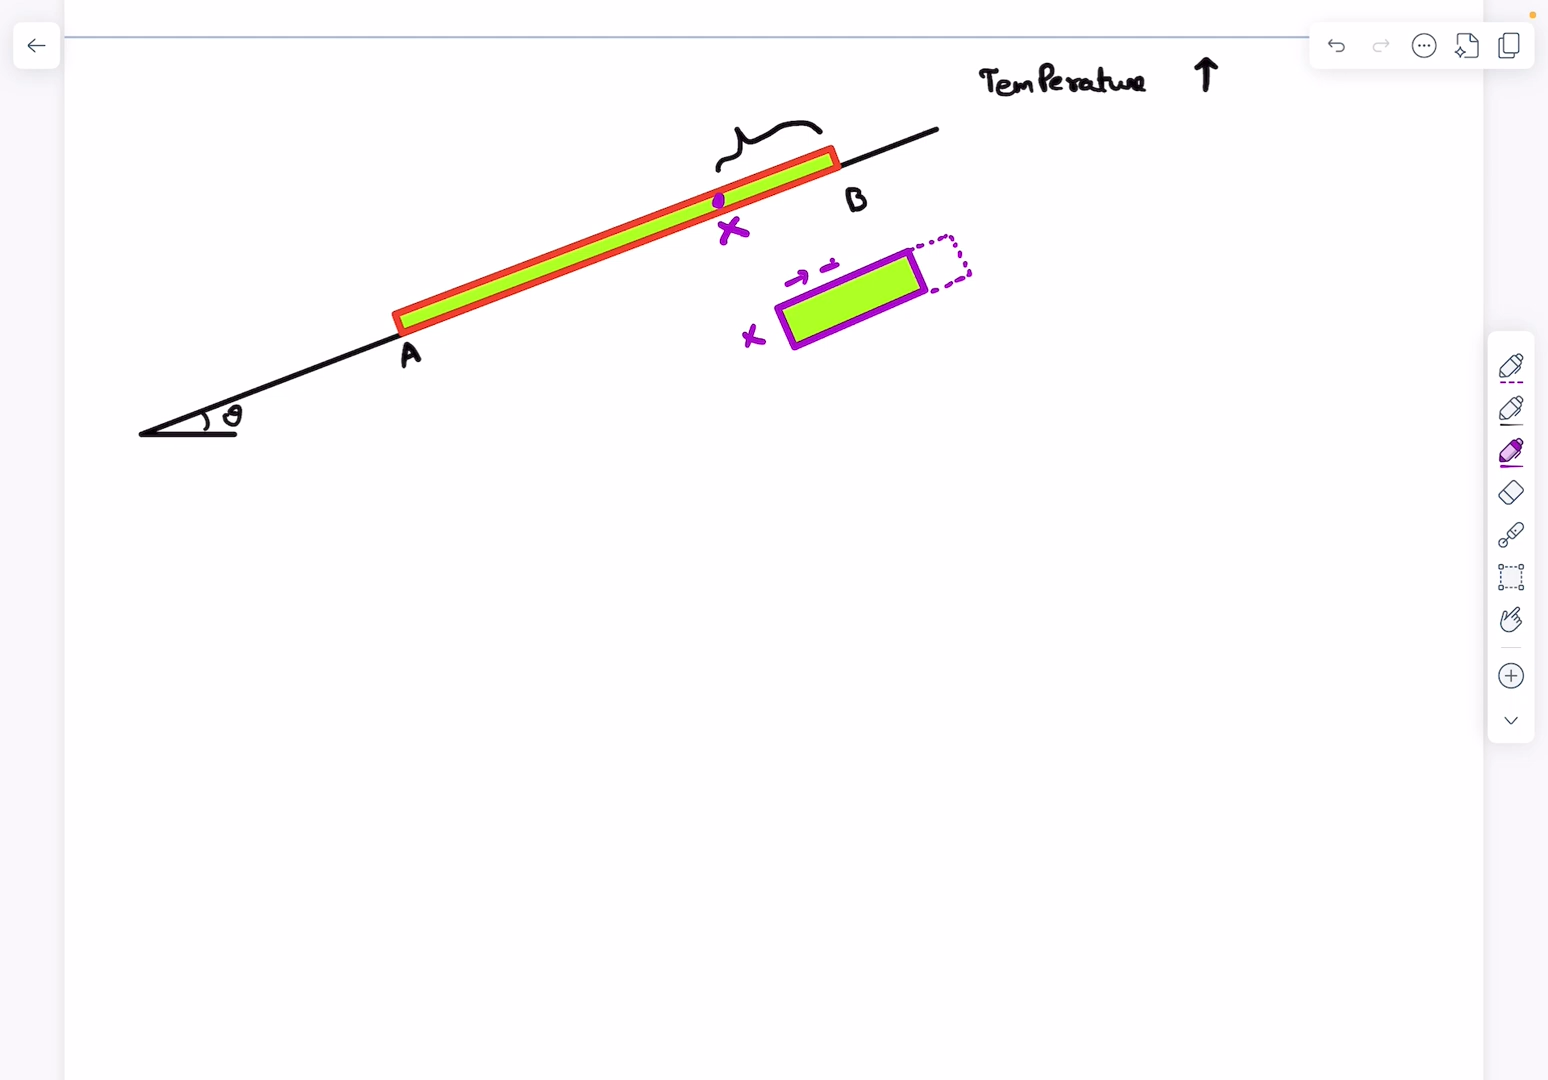 Temperature ↑
B
X
X
A
θ